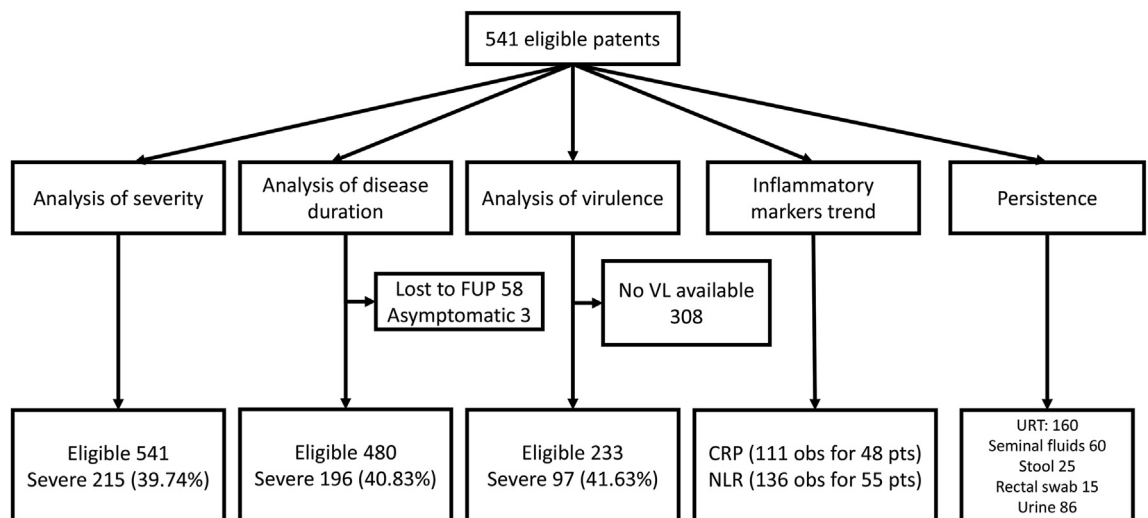 541 eligible patents
Analysis of severity
Analysis of disease
duration
Analysis of virulence
Inflammatory
markers trend
Persistence
Lost to FUP 58
Asymptomatic 3
No VL available
308
Eligible 541
Severe 215 (39.74%)
Eligible 480
Severe 196 (40.83%)
Eligible 233
Severe 97 (41.63%)
CRP (111 obs for 48 pts)
NLR (136 obs for 55 pts)
URT: 160
Seminal fluids 60
Stool 25
Rectal swab 15
Urine 86